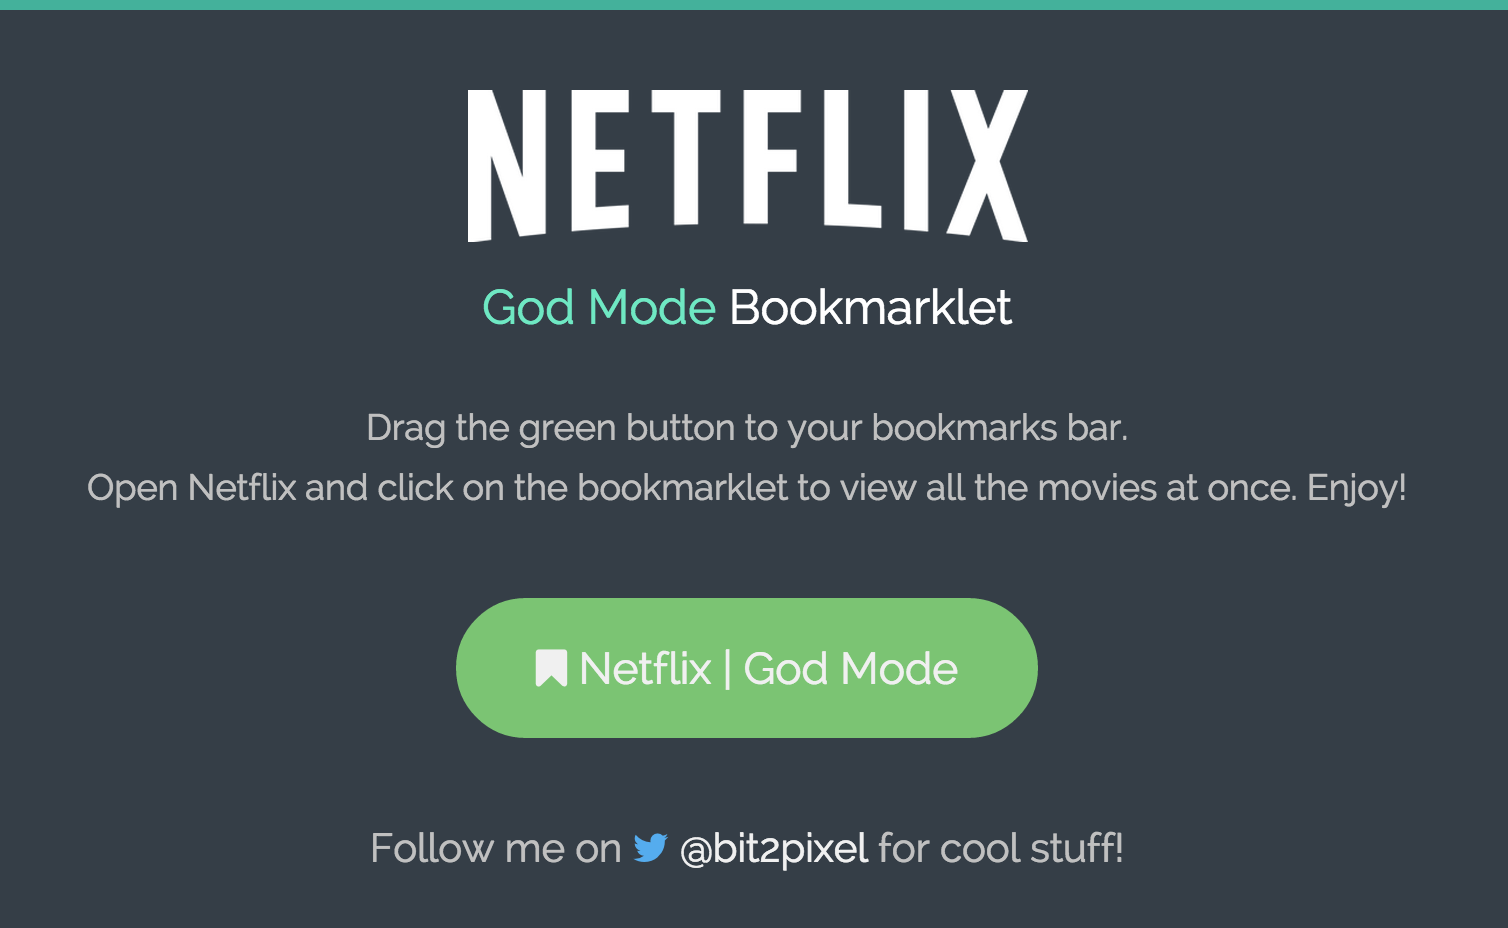 NETFLIX
God Mode Bookmarklet
Drag the green button to your bookmarks bar.
Open Netflix and click on the bookmarklet to view all the movies at once. Enjoy!
Netflix | God Mode
Follow me on @bit2pixel for cool stuff!